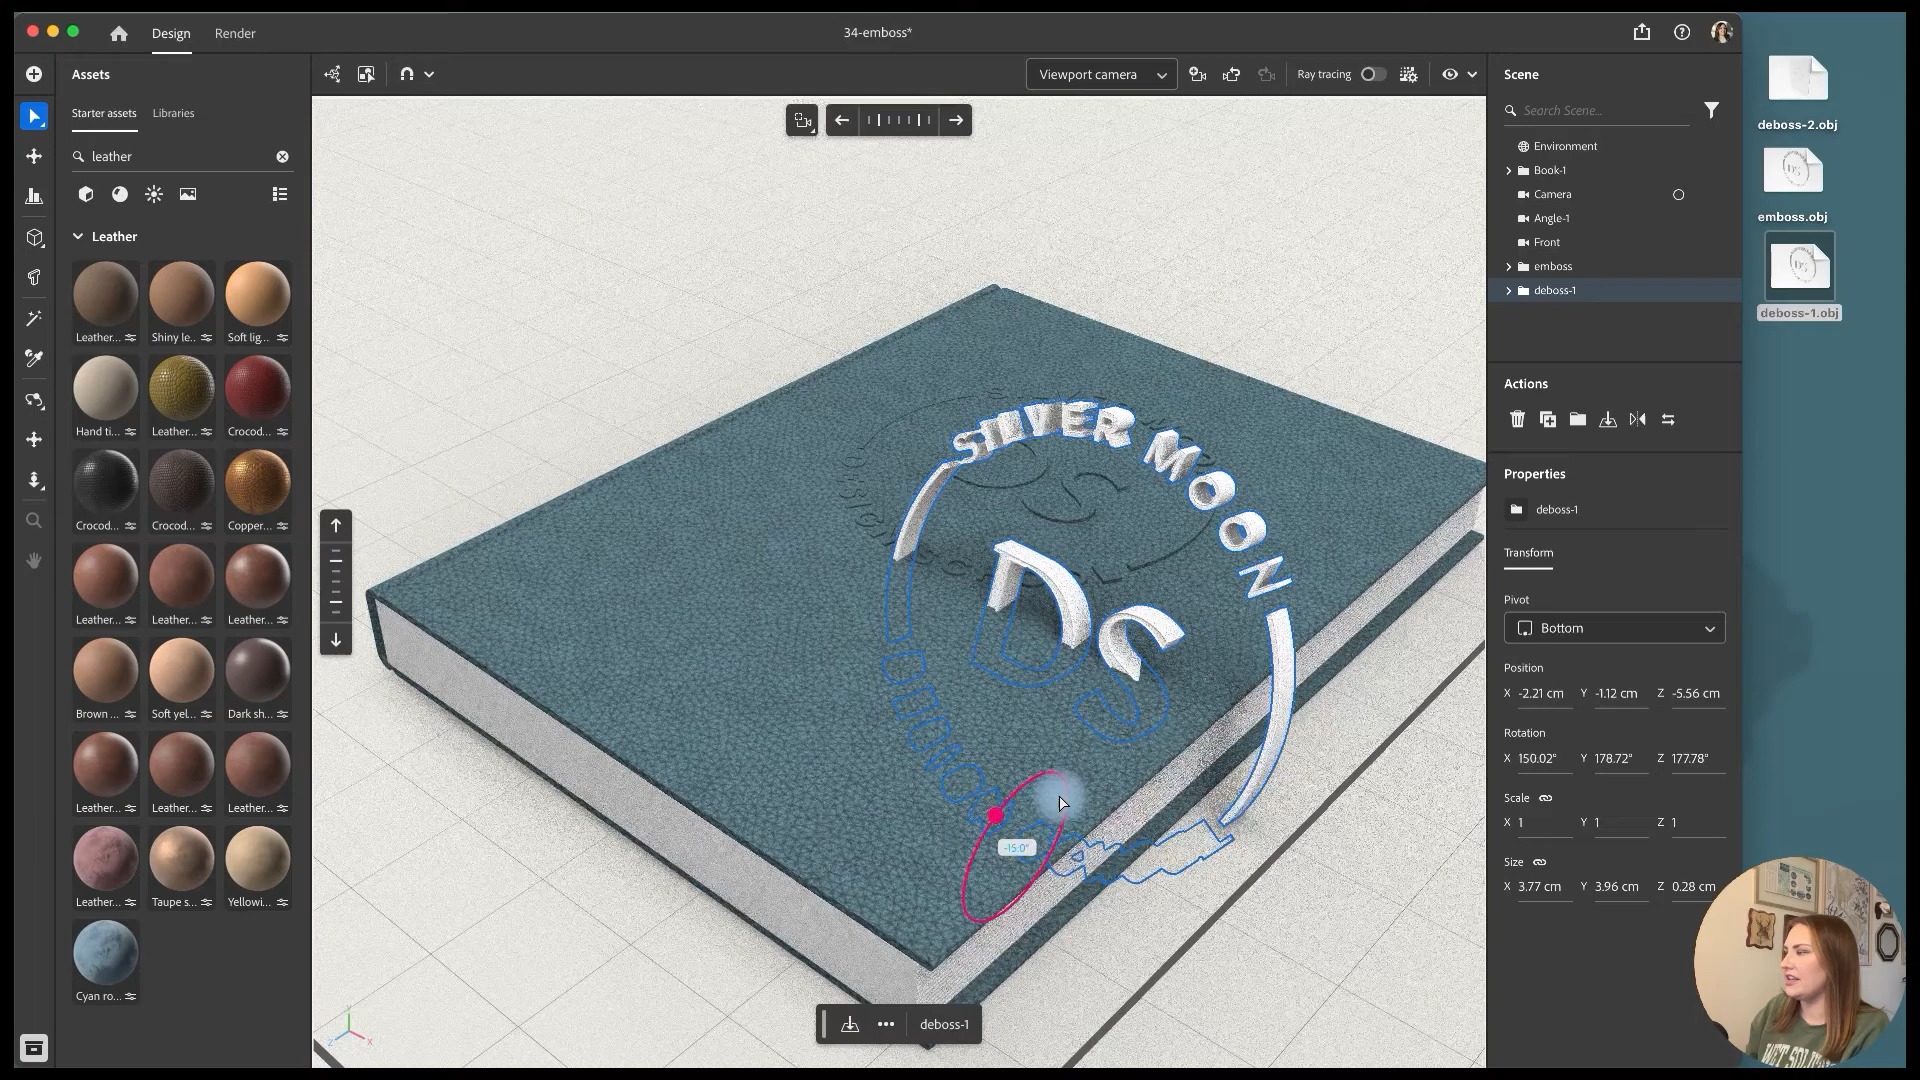 Design
Render
34-emboss*
Assets
Starter assets
Libraries
leather
Leather
Leather...
Shiny le...
Soft lig...
Hand ti...
Leather...
Crocod...
Crocod...
Crocod...
Copper...
Leather...
Leather...
Leather...
Brown ...
Soft yel...
Dark sh...
Leather...
Leather...
Leather...
Leather...
Taupe s...
Yellowi...
Cyan ro...
Viewport camera
Ray tracing
SILVER MOON
DS
-15.0°
deboss-1
Scene
Search Scene...
Environment
Book-1
Camera
Angle-1
Front
emboss
deboss-1
Actions
Properties
deboss-1
Transform
Pivot
Bottom
Position
X -2.21 cm Y -1.12 cm Z -5.56 cm
Rotation
X 150.02° Y 178.72° Z 177.78°
Scale
X 1 Y 1 Z 1
Size
X 3.77 cm Y 3.96 cm Z 0.28 cm
deboss-2.obj
emboss.obj
deboss-1.obj